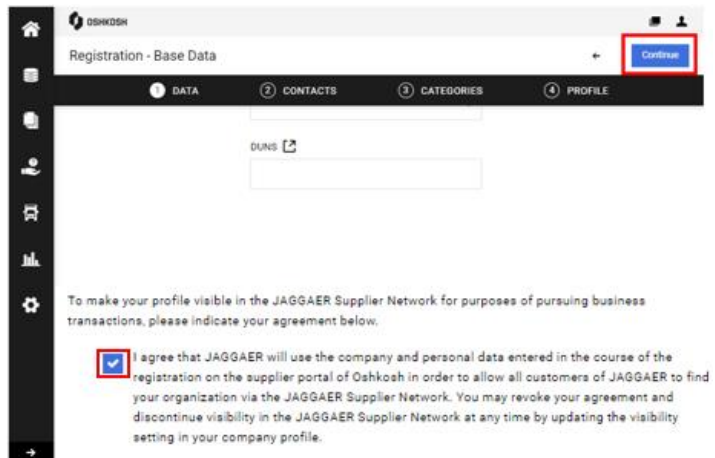 OSHKOSH
Registration - Base Data
Continue
1 DATA 2 CONTACTS 3 CATEGORIES 4 PROFILE
DUNS
To make your profile visible in the JAGGAER Supplier Network for purposes of pursuing business
transactions, please indicate your agreement below.
I agree that JAGGAER will use the company and personal data entered in the course of the
registration on the supplier portal of Oshkosh in order to allow all customers of JAGGAER to find
your organization via the JAGGAER Supplier Network. You may revoke your agreement and
discontinue visibility in the JAGGAER Supplier Network at any time by updating the visibility
setting in your company profile.